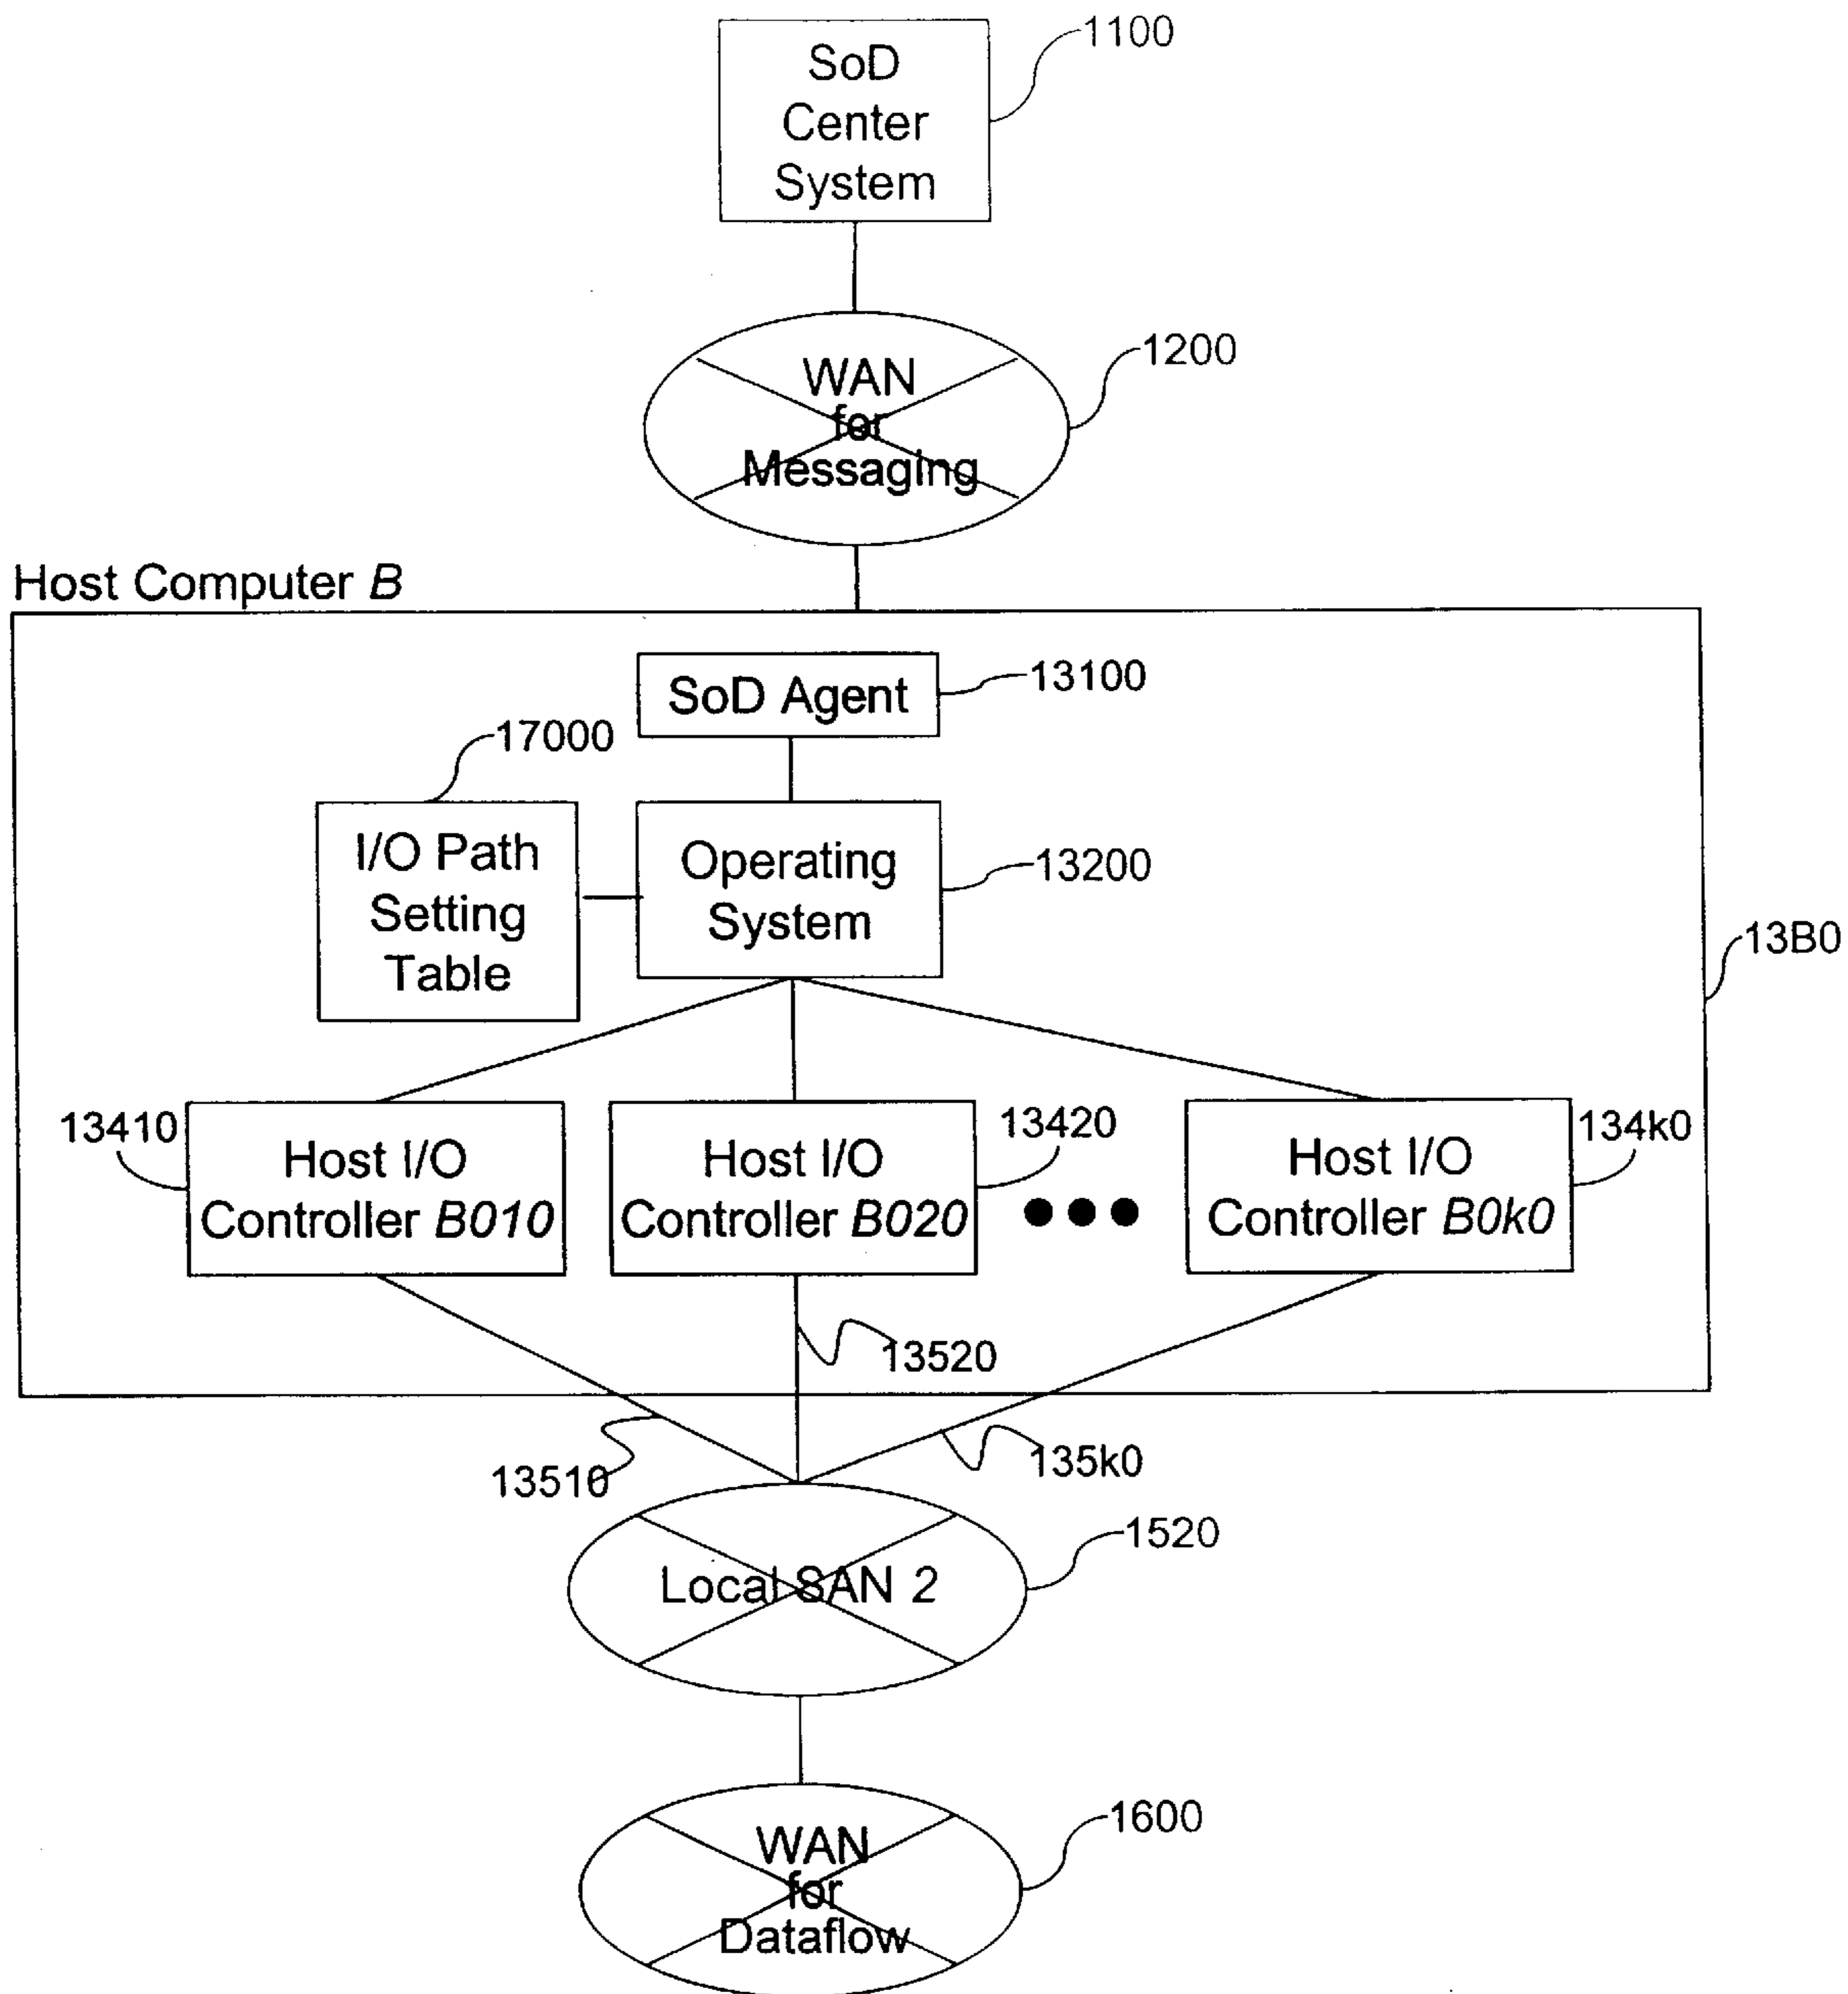 SoD
Center
System
1100
WAN
for
Messaging
1200
Host Computer B
SoD Agent
13100
17000
I/O Path
Setting
Table
Operating
System
13200
13B0
13410
Host I/O
Controller B010
Host I/O
Controller B020
13420
Host I/O
Controller B0k0
134k0
13520
13510
135k0
Local SAN 2
1520
WAN
for
Dataflow
1600